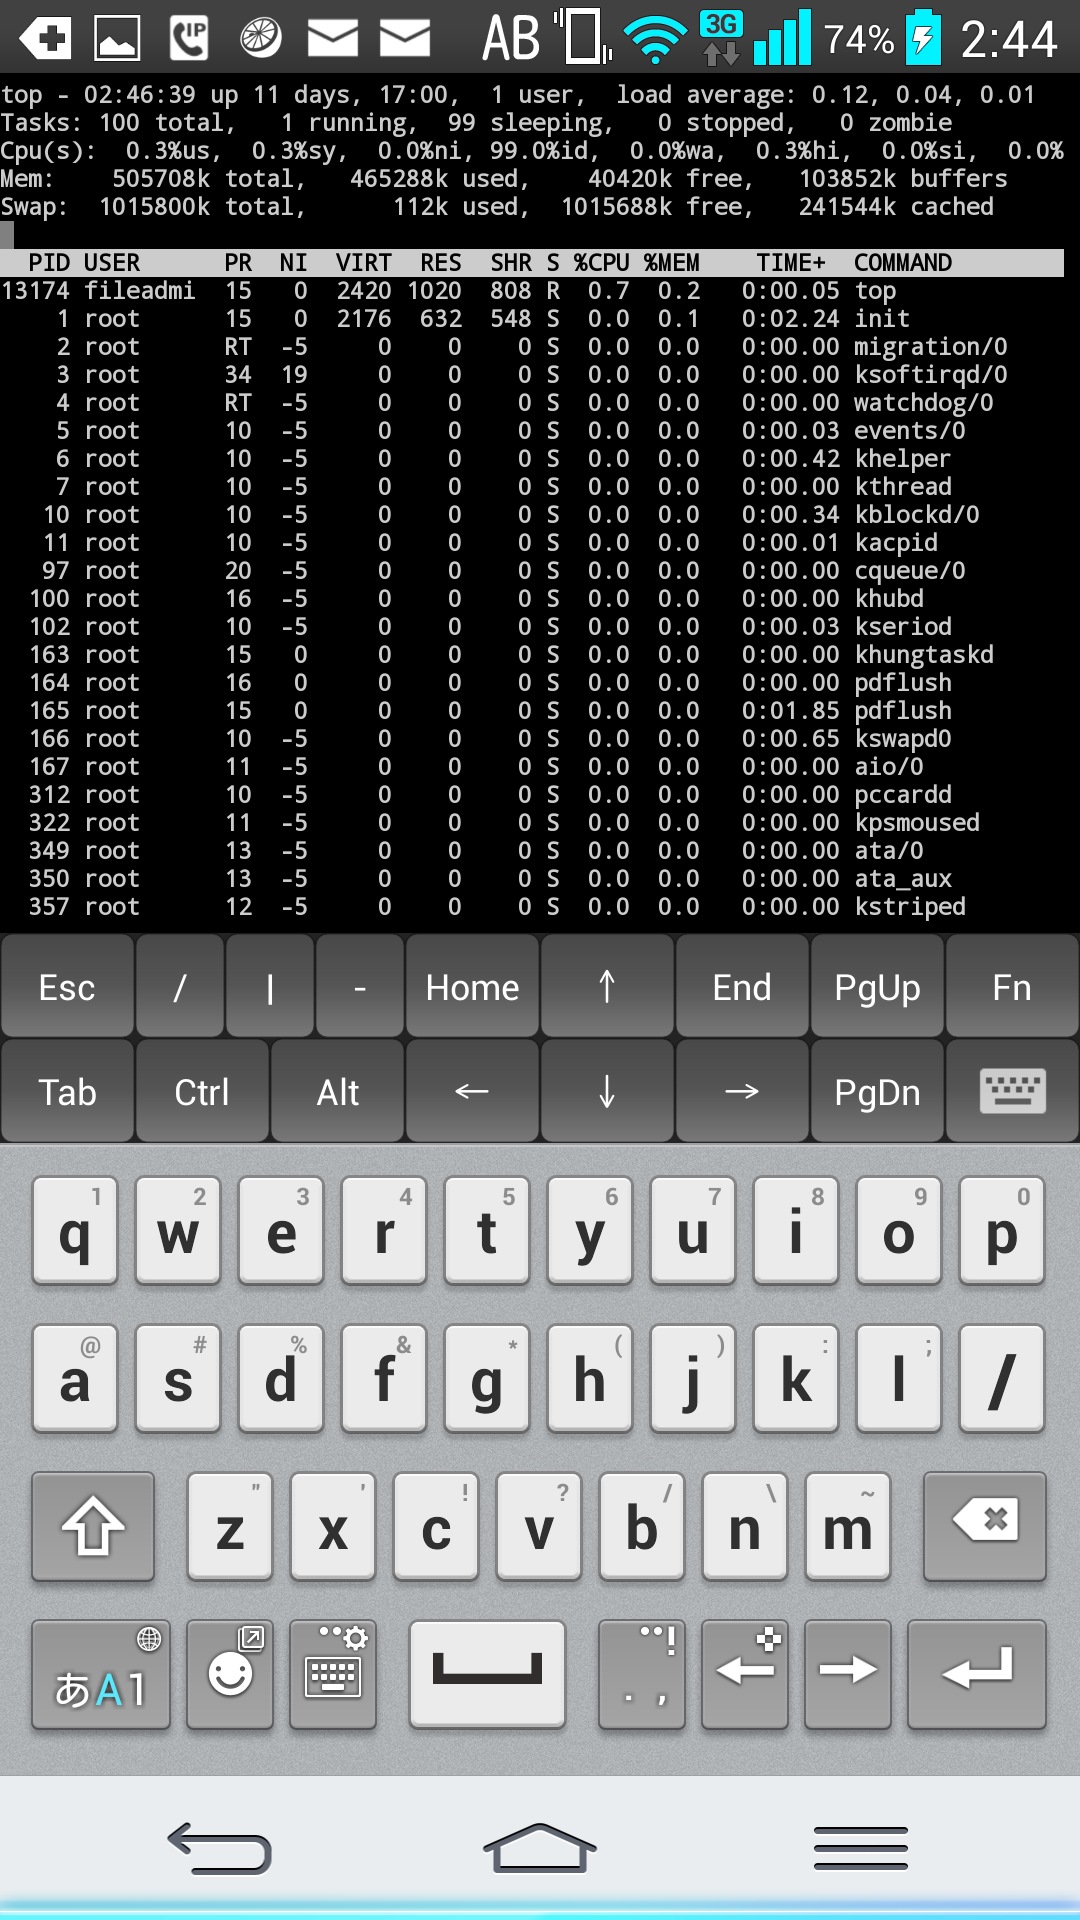 IP AB 3G 74% 2:44
top - 02:46:39 up 11 days, 17:00,  1 user,  load average: 0.12, 0.04, 0.01
Tasks: 100 total,   1 running,  99 sleeping,   0 stopped,   0 zombie
Cpu(s):  0.3%us,  0.3%sy,  0.0%ni, 99.0%id,  0.0%wa,  0.3%hi,  0.0%si,  0.0%
Mem:    505708k total,   465288k used,    40420k free,   103852k buffers
Swap:  1015800k total,      112k used,  1015688k free,   241544k cached
  PID USER      PR  NI  VIRT  RES  SHR S %CPU %MEM    TIME+  COMMAND
13174 fileadmi  15   0  2420 1020  808 R  0.7  0.2   0:00.05 top
    1 root      15   0  2176  632  548 S  0.0  0.1   0:02.24 init
    2 root      RT  -5     0    0    0 S  0.0  0.0   0:00.00 migration/0
    3 root      34  19     0    0    0 S  0.0  0.0   0:00.00 ksoftirqd/0
    4 root      RT  -5     0    0    0 S  0.0  0.0   0:00.00 watchdog/0
    5 root      10  -5     0    0    0 S  0.0  0.0   0:00.03 events/0
    6 root      10  -5     0    0    0 S  0.0  0.0   0:00.42 khelper
    7 root      10  -5     0    0    0 S  0.0  0.0   0:00.00 kthread
   10 root      10  -5     0    0    0 S  0.0  0.0   0:00.34 kblockd/0
   11 root      10  -5     0    0    0 S  0.0  0.0   0:00.01 kacpid
   97 root      20  -5     0    0    0 S  0.0  0.0   0:00.00 cqueue/0
  100 root      16  -5     0    0    0 S  0.0  0.0   0:00.00 khubd
  102 root      10  -5     0    0    0 S  0.0  0.0   0:00.03 kseriod
  163 root      15   0     0    0    0 S  0.0  0.0   0:00.00 khungtaskd
  164 root      16   0     0    0    0 S  0.0  0.0   0:00.00 pdflush
  165 root      15   0     0    0    0 S  0.0  0.0   0:01.85 pdflush
  166 root      10  -5     0    0    0 S  0.0  0.0   0:00.65 kswapd0
  167 root      11  -5     0    0    0 S  0.0  0.0   0:00.00 aio/0
  312 root      10  -5     0    0    0 S  0.0  0.0   0:00.00 pccardd
  322 root      11  -5     0    0    0 S  0.0  0.0   0:00.00 kpsmoused
  349 root      13  -5     0    0    0 S  0.0  0.0   0:00.00 ata/0
  350 root      13  -5     0    0    0 S  0.0  0.0   0:00.00 ata_aux
  357 root      12  -5     0    0    0 S  0.0  0.0   0:00.00 kstriped
Esc / | - Home ↑ End PgUp Fn
Tab Ctrl Alt ← ↓ → PgDn
1 2 3 4 5 6 7 8 9 0
q w e r t y u i o p
@ # % & * ( ) : ;
a s d f g h j k l /
" ' ! ? / \ ~
z x c v b n m
あA1 . , !